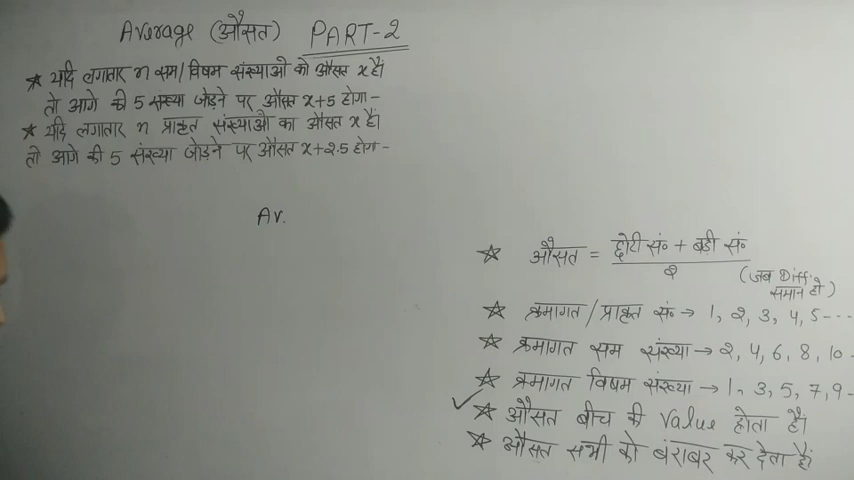 Average (औसत) PART-2
★ यदि लगातार n सम/विषम संख्याओ को औसत x है।
तो आगे की 5 संख्या जोड़ने पर औसत x+5 होगा-
★ यदि लगातार n प्राकृत संख्याओ का औसत x है।
तो आगे की 5 संख्या जोड़ने पर औसत x+2.5 होगा-
Av.
☆ औसत = छोटी सं० + बड़ी सं०
2
(जब Diff. समान हो)
☆ क्रमागत/प्राकृत सं० → 1, 2, 3, 4, 5---
☆ क्रमागत सम संख्या → 2, 4, 6, 8, 10-
☆ क्रमागत विषम संख्या → 1, 3, 5, 7, 9-
✓☆ औसत बीच की Value होता है।
☆ औसत सभी को बराबर कर देता है।